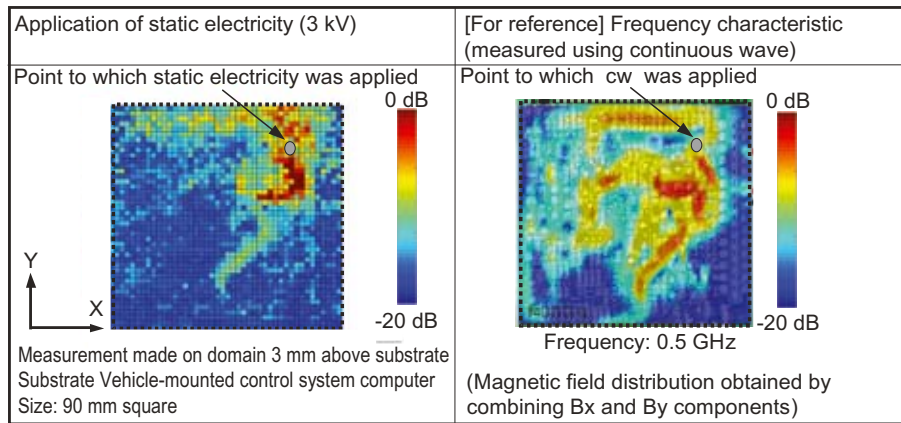 Application of static electricity (3 kV)
Point to which static electricity was applied
0 dB
Y
X
-20 dB
Measurement made on domain 3 mm above substrate
Substrate Vehicle-mounted control system computer
Size: 90 mm square
[For reference] Frequency characteristic
(measured using continuous wave)
Point to which cw was applied
0 dB
-20 dB
Frequency: 0.5 GHz
(Magnetic field distribution obtained by
combining Bx and By components)